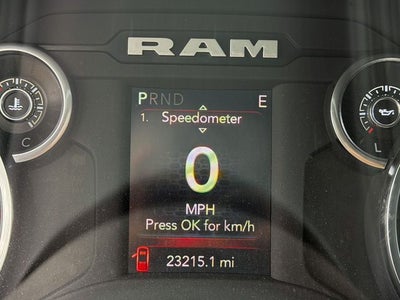 RAM
PRND E
1. Speedometer
0
MPH
Press OK for km/h
23215.1 mi
C
L